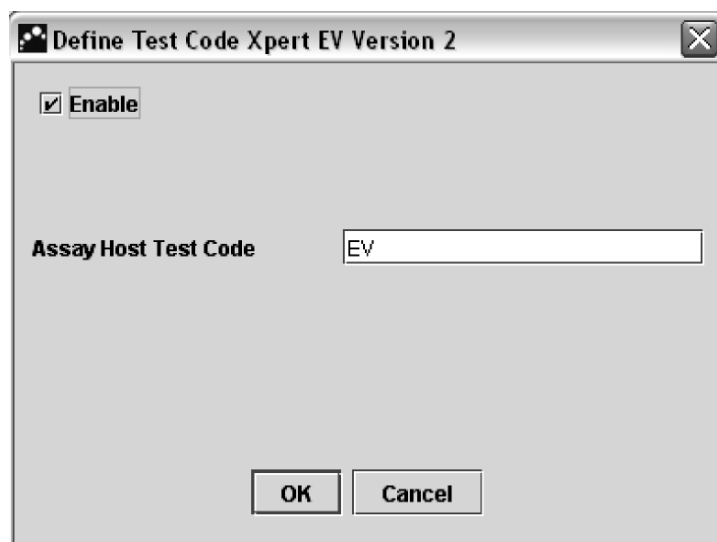 Define Test Code Xpert EV Version 2
Enable
Assay Host Test Code EV
OK Cancel